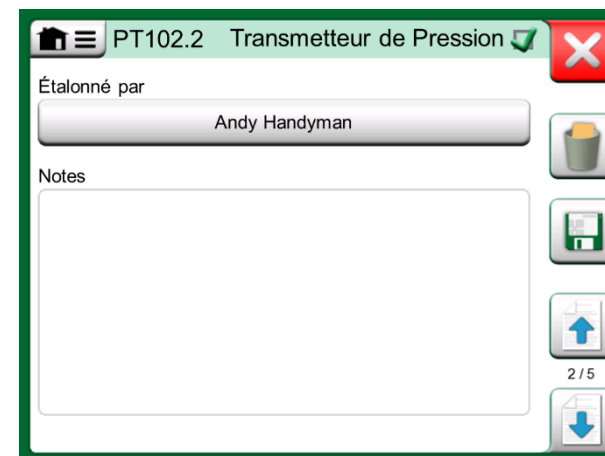 PT102.2 Transmetteur de Pression
Étalonné par
Andy Handyman
Notes
2 / 5